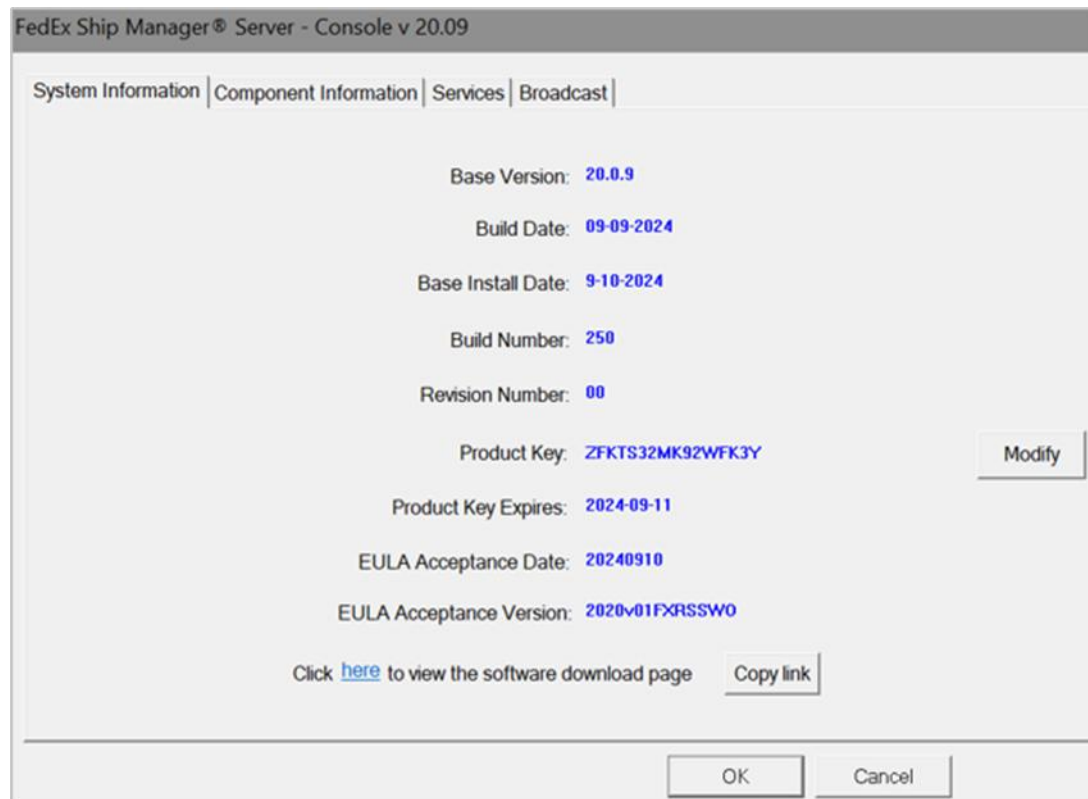 FedEx Ship Manager® Server - Console v 20.09
System Information Component Information Services Broadcast
Base Version: 20.0.9
Build Date: 09-09-2024
Base Install Date: 9-10-2024
Build Number: 250
Revision Number: 00
Product Key: ZFKTS32MK92WFK3Y Modify
Product Key Expires: 2024-09-11
EULA Acceptance Date: 20240910
EULA Acceptance Version: 2020v01FXRSSWO
Click here to view the software download page Copy link
OK Cancel